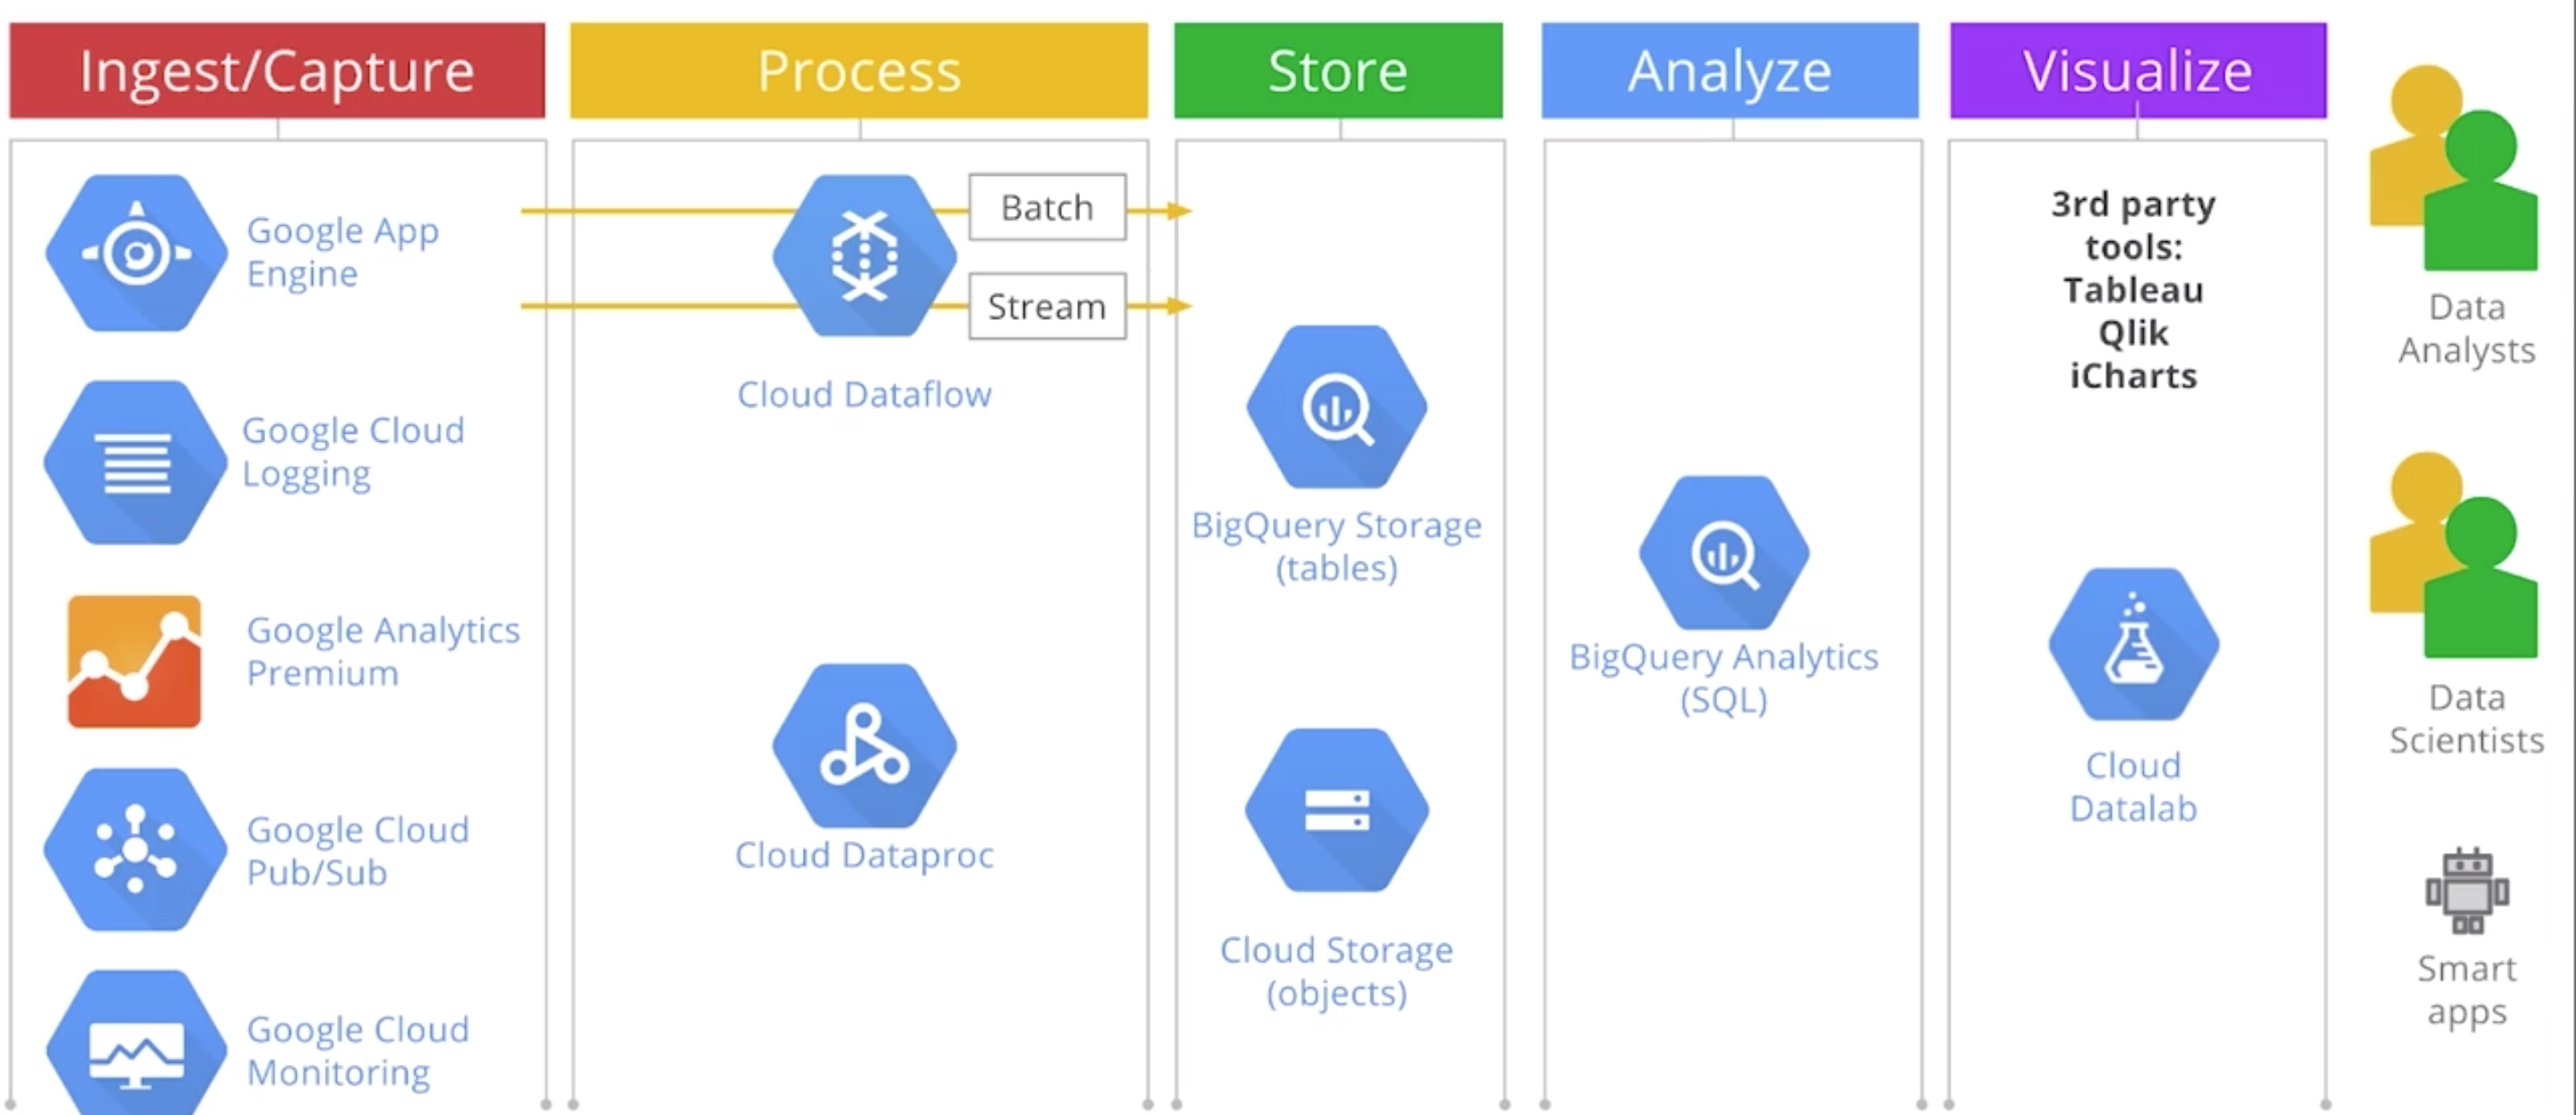 Ingest/Capture
Process
Store
Analyze
Visualize
Google App
Engine
Google Cloud
Logging
Google Analytics
Premium
Google Cloud
Pub/Sub
Google Cloud
Monitoring
Batch
Stream
Cloud Dataflow
Cloud Dataproc
BigQuery Storage
(tables)
Cloud Storage
(objects)
BigQuery Analytics
(SQL)
3rd party
tools:
Tableau
Qlik
iCharts
Cloud
Datalab
Data
Analysts
Data
Scientists
Smart
apps